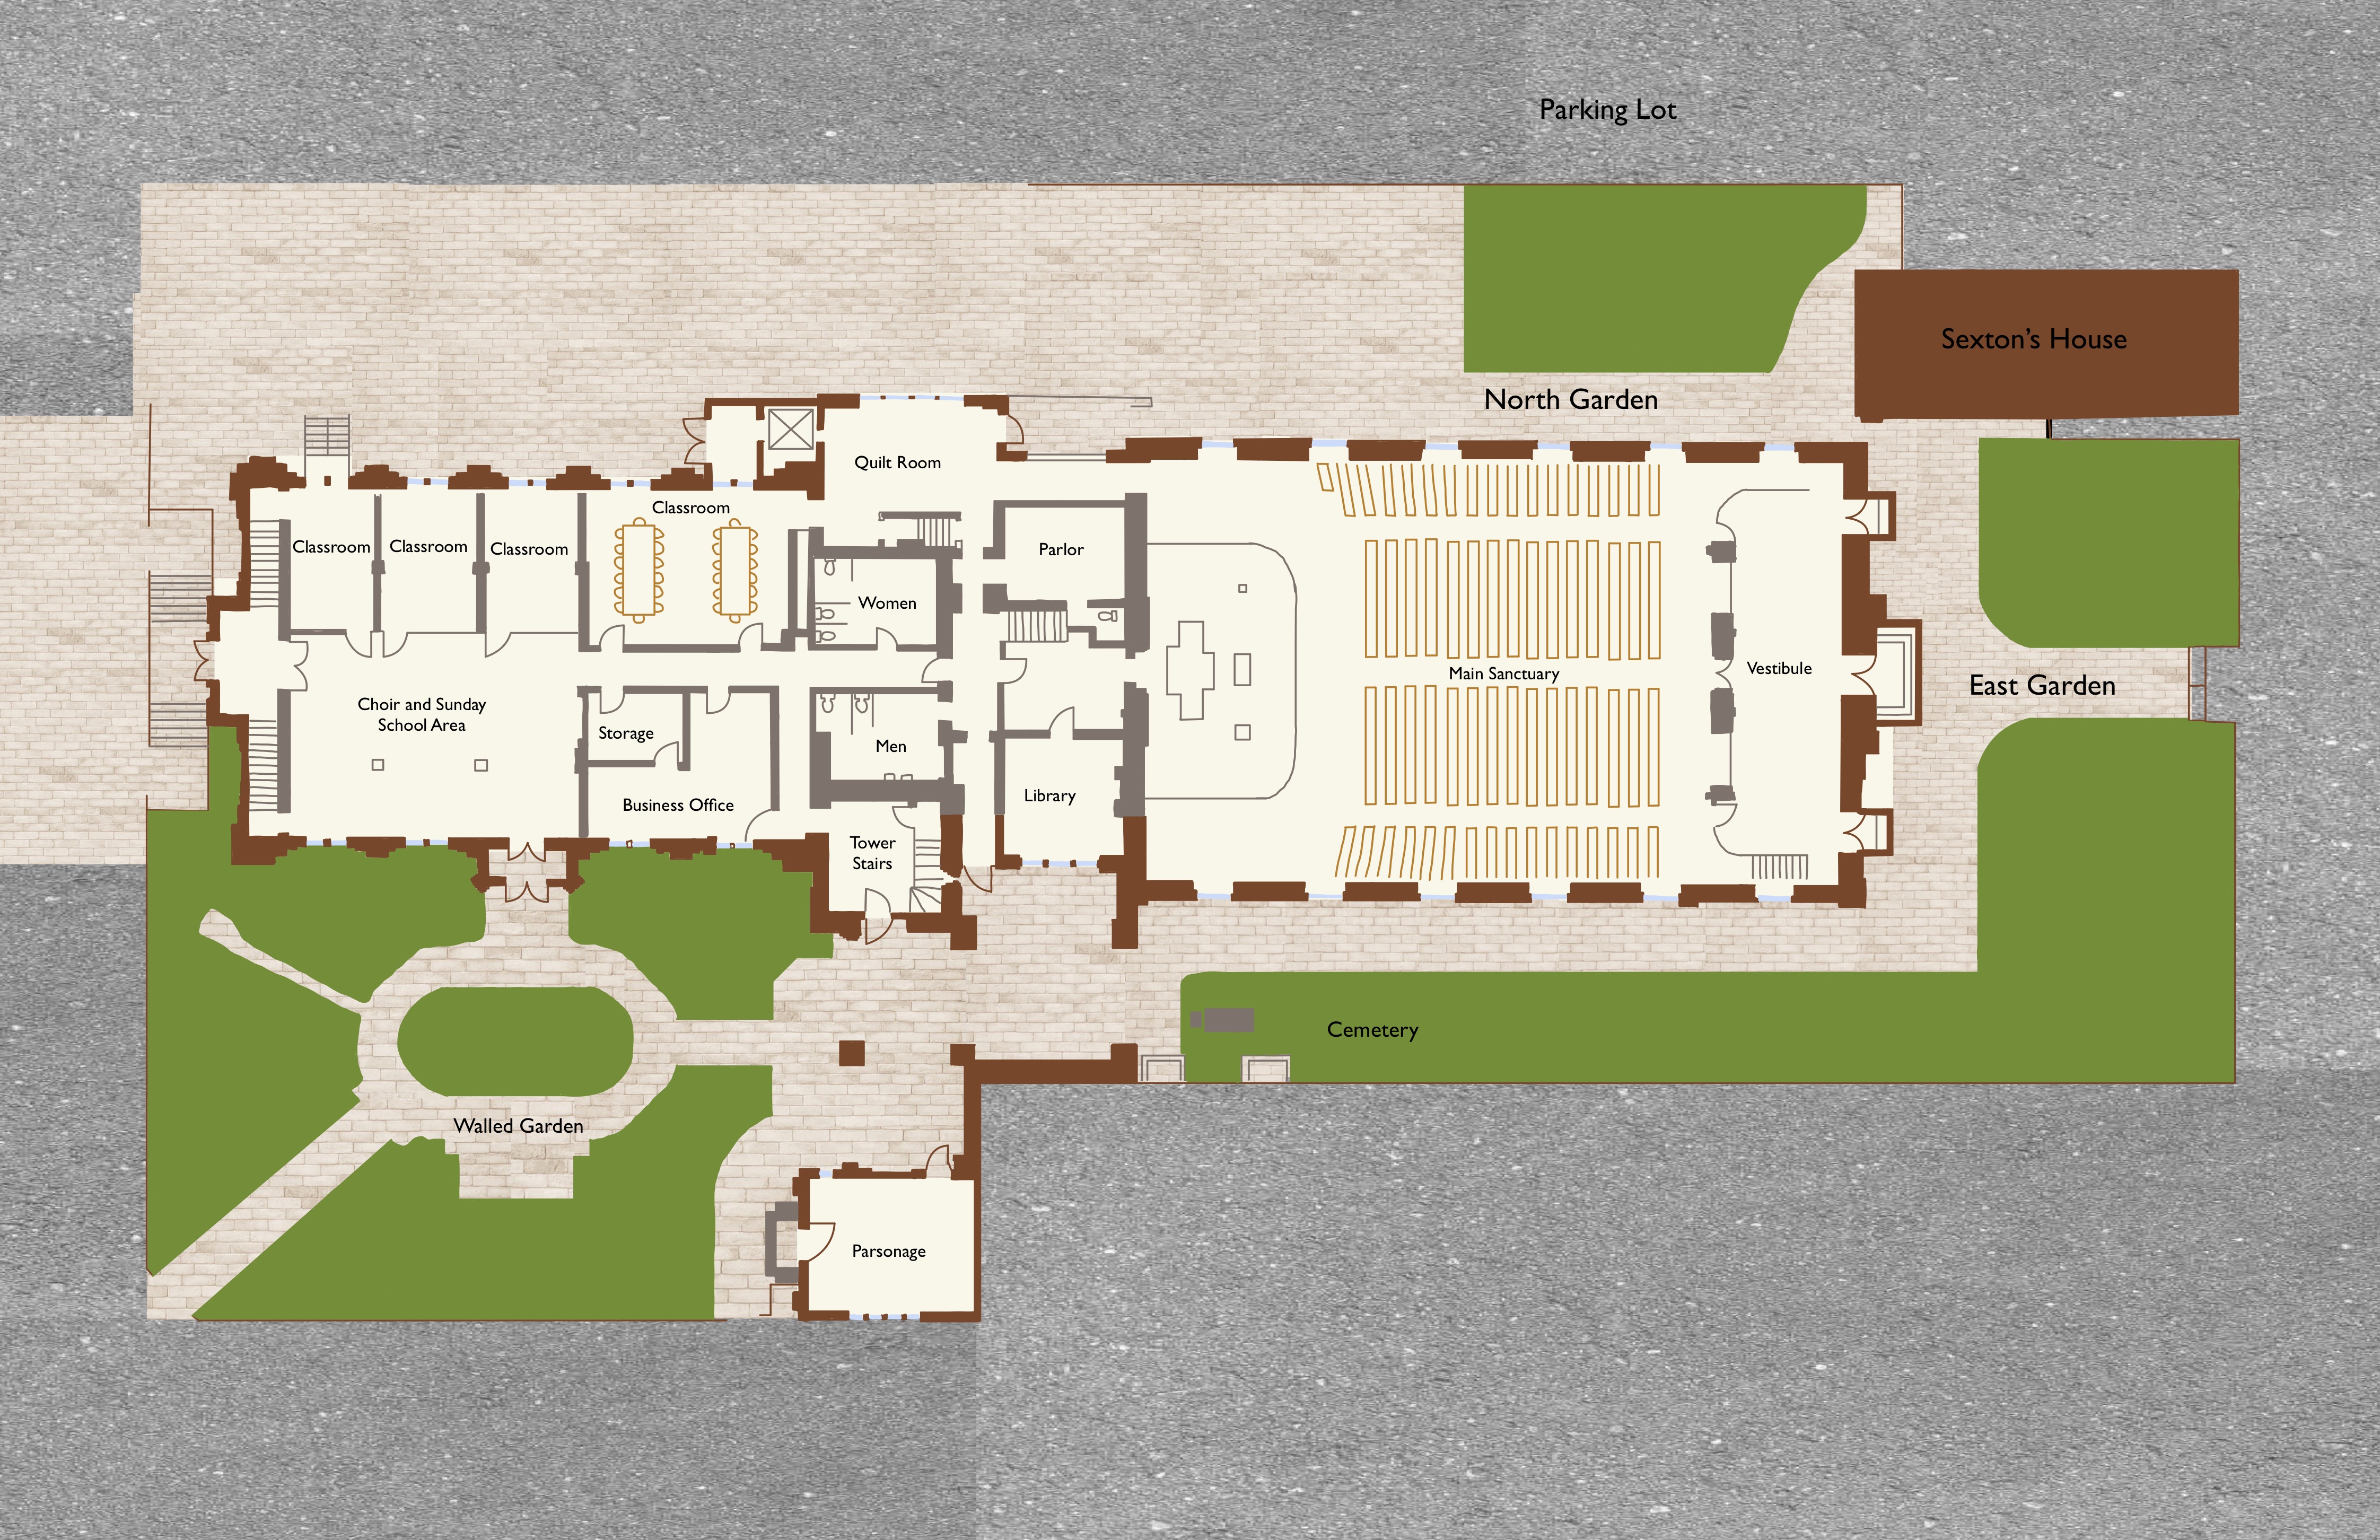 Parking Lot
Sexton's House
North Garden
Quilt Room
Classroom
Classroom
Classroom
Classroom
Parlor
Women
Main Sanctuary
Vestibule
East Garden
Choir and Sunday
School Area
Storage
Men
Business Office
Library
Tower
Stairs
Cemetery
Walled Garden
Parsonage